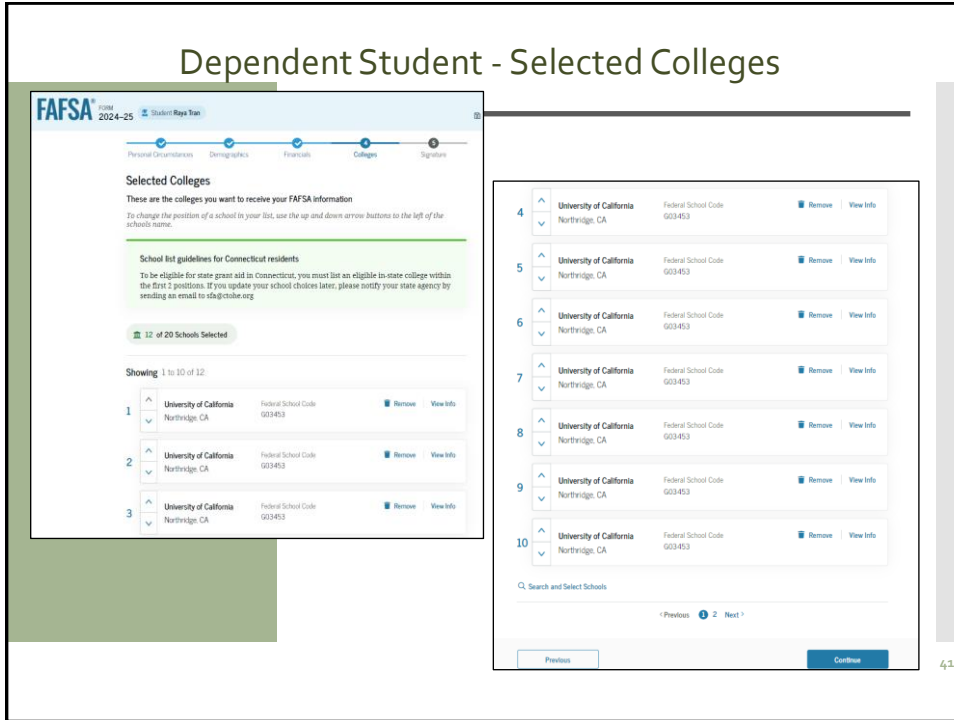 Dependent Student - Selected Colleges
FAFSA® FORM 2024–25 Student Raya Tran
4 5
Personal Circumstances Demographics Financials Colleges Signature
Selected Colleges
These are the colleges you want to receive your FAFSA information
To change the position of a school in your list, use the up and down arrow buttons to the left of the
schools name.
School list guidelines for Connecticut residents
To be eligible for state grant aid in Connecticut, you must list an eligible in-state college within
the first 2 positions. If you update your school choices later, please notify your state agency by
sending an email to sfa@ctohe.org
12 of 20 Schools Selected
Showing 1 to 10 of 12
1 University of California Federal School Code Remove View Info
Northridge, CA G03453
2 University of California Federal School Code Remove View Info
Northridge, CA G03453
3 University of California Federal School Code Remove View Info
Northridge, CA G03453
4 University of California Federal School Code Remove View Info
Northridge, CA G03453
5 University of California Federal School Code Remove View Info
Northridge, CA G03453
6 University of California Federal School Code Remove View Info
Northridge, CA G03453
7 University of California Federal School Code Remove View Info
Northridge, CA G03453
8 University of California Federal School Code Remove View Info
Northridge, CA G03453
9 University of California Federal School Code Remove View Info
Northridge, CA G03453
10 University of California Federal School Code Remove View Info
Northridge, CA G03453
Search and Select Schools
Previous 1 2 Next
Previous Continue
41